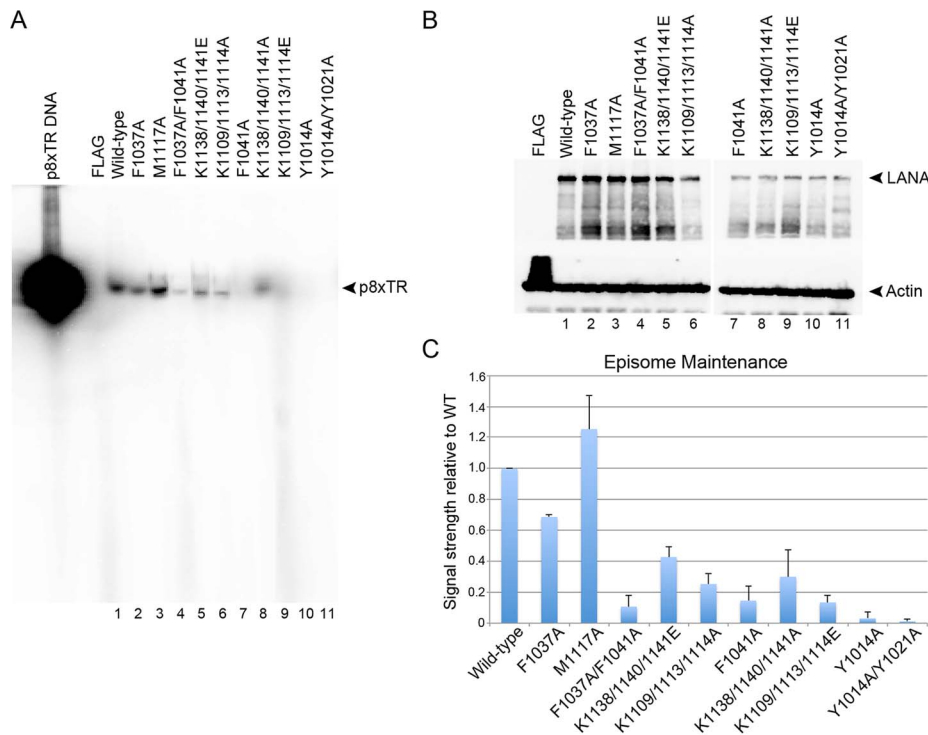 A
p8xTR DNA
FLAG
Wild-type
F1037A
M1117A
F1037A/F1041A
K1138/1140/1141E
K1109/1113/1114A
F1041A
K1138/1140/1141A
K1109/1113/1114E
Y1014A
Y1014A/Y1021A
p8xTR
1 2 3 4 5 6 7 8 9 10 11
B
FLAG
Wild-type
F1037A
M1117A
F1037A/F1041A
K1138/1140/1141E
K1109/1113/1114A
F1041A
K1138/1140/1141A
K1109/1113/1114E
Y1014A
Y1014A/Y1021A
LANA
Actin
1 2 3 4 5 6 7 8 9 10 11
C
Episome Maintenance
Signal strength relative to WT
1.6
1.4
1.2
1.0
0.8
0.6
0.4
0.2
0
Wild-type
F1037A
M1117A
F1037A/F1041A
K1138/1140/1141E
K1109/1113/1114A
F1041A
K1138/1140/1141A
K1109/1113/1114E
Y1014A
Y1014A/Y1021A